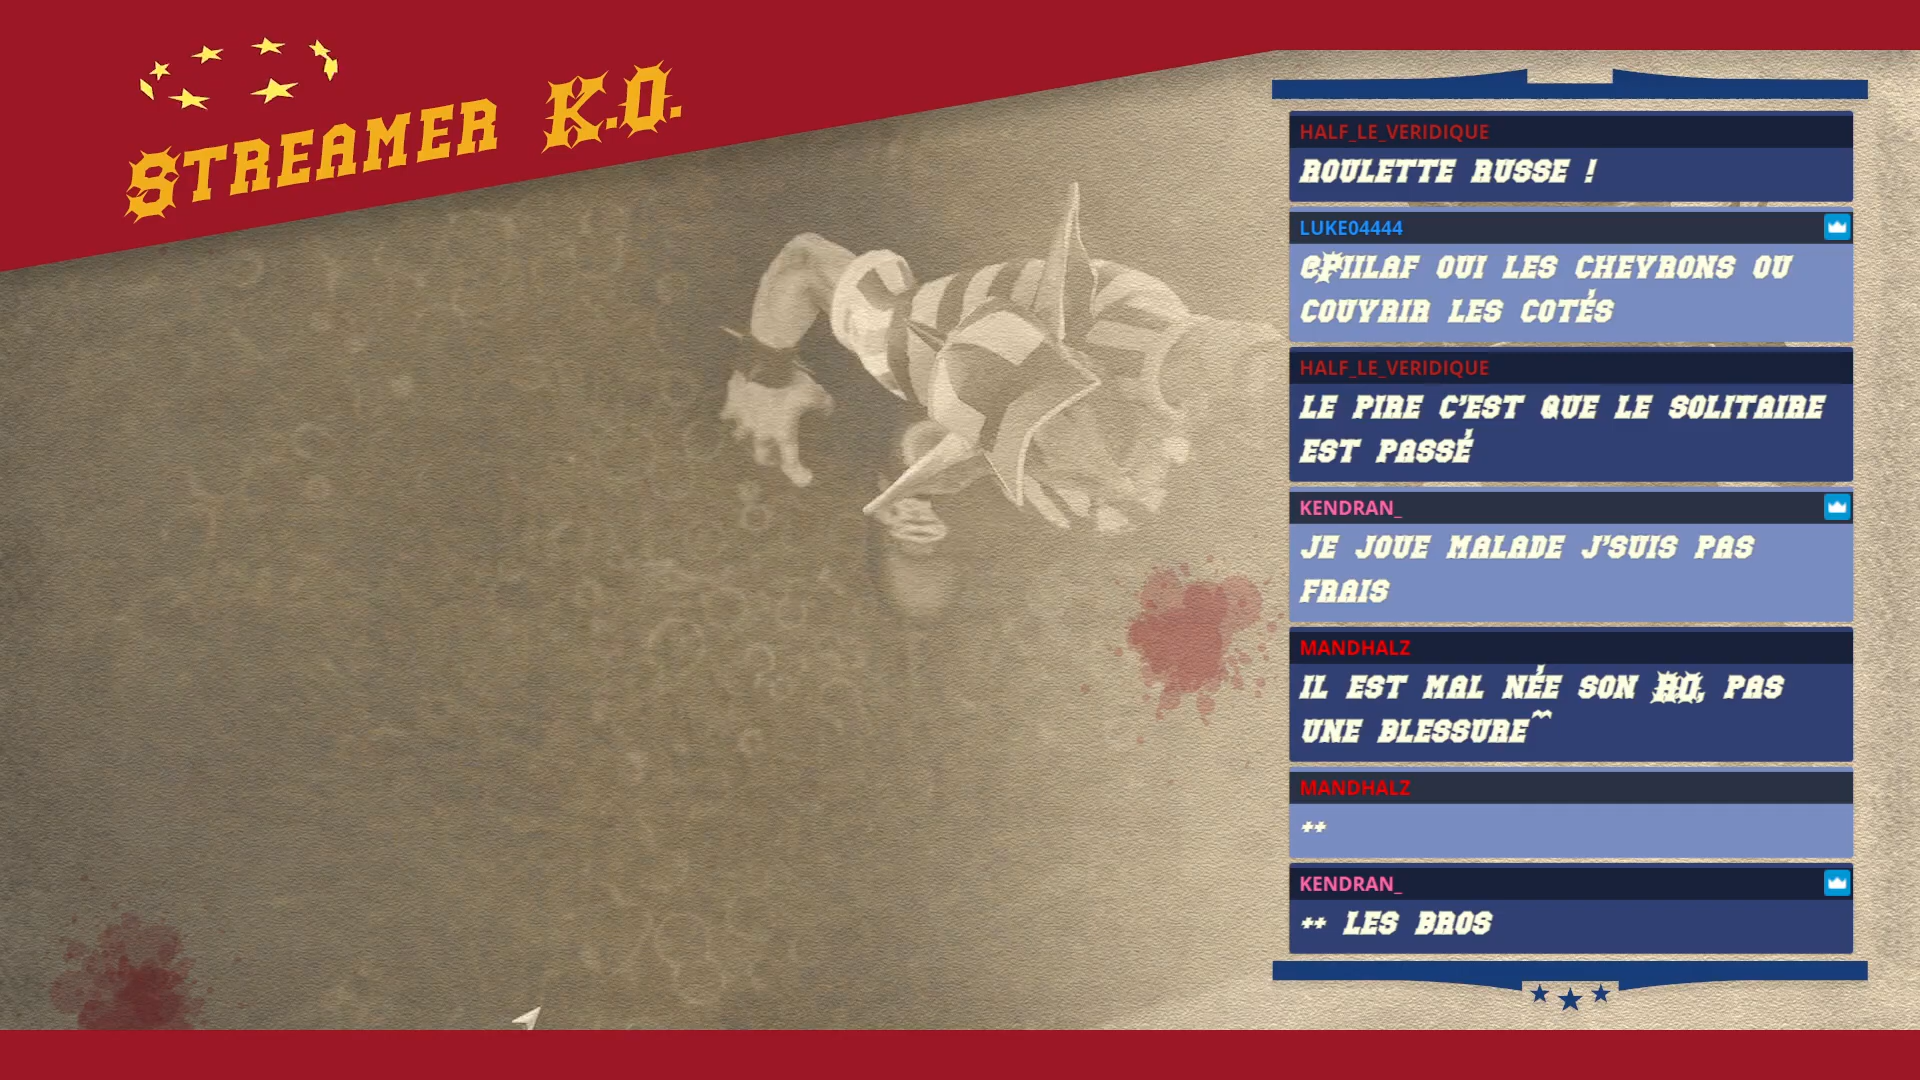 STREAMER K.O.
HALF_LE_VERIDIQUE
ROULETTE RUSSE !
LUKE04444
@PIILAF OUI LES CHEVRONS OU
COUVRIR LES COTÉS
HALF_LE_VERIDIQUE
LE PIRE C'EST QUE LE SOLITAIRE
EST PASSÉ
KENDRAN_
JE JOUE MALADE J'SUIS PAS
FRAIS
MANDHALZ
IL EST MAL NÉE SON RO, PAS
UNE BLESSURE^^
MANDHALZ
++
KENDRAN_
++ LES BROS